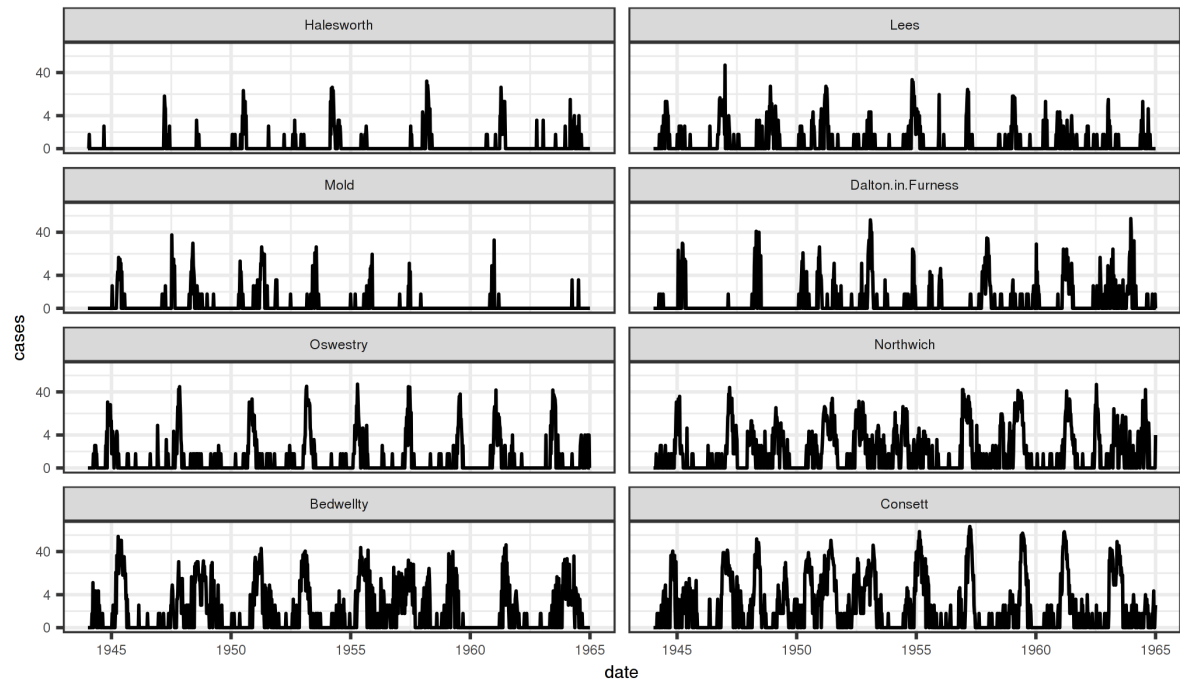 Halesworth
Lees
40
4
0
Mold
Dalton.in.Furness
40
4
0
cases
Oswestry
Northwich
40
4
0
Bedwellty
Consett
40
4
0
1945 1950 1955 1960 1965 1945 1950 1955 1960 1965
date